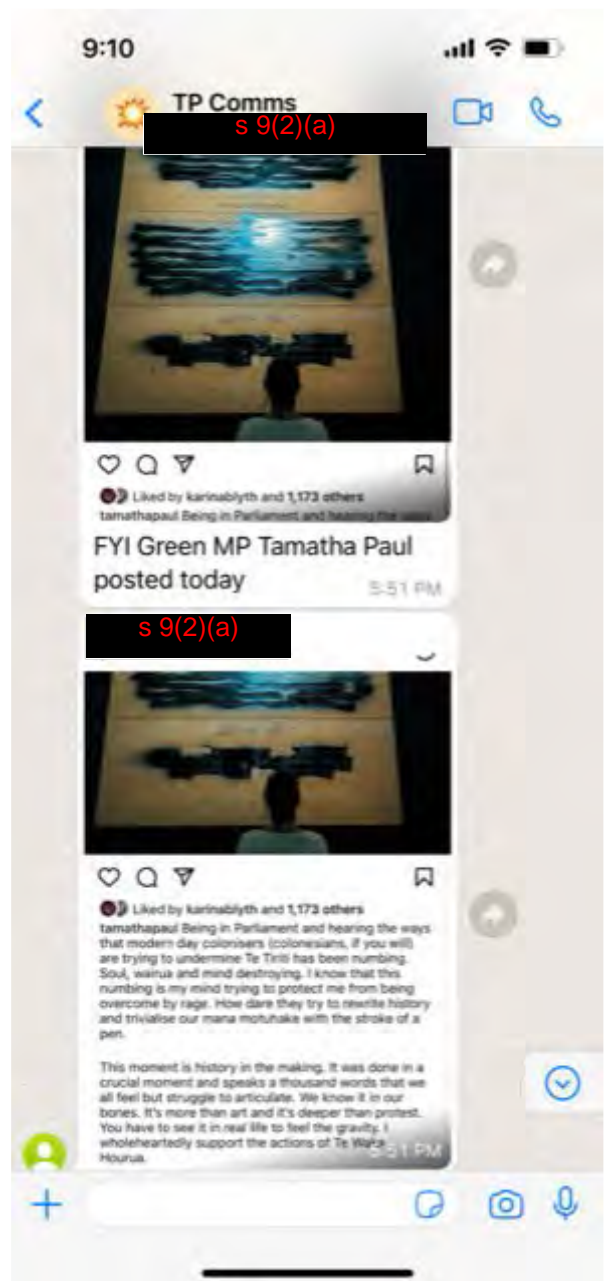 9:10
TP Comms
s 9(2)(a)
Liked by karinablyth and 1,173 others
tamathapaul Being in Parliament and hearing the ways
FYI Green MP Tamatha Paul
posted today
5:51 PM
s 9(2)(a)
Liked by karinablyth and 1,173 others
tamathapaul Being in Parliament and hearing the ways
that modern day colonisers (colonesians, if you will)
are trying to undermine Te Tiriti has been numbing.
Soul, wairua and mind destroying. I know that this
numbing is my mind trying to protect me from being
overcome by rage. How dare they try to rewrite history
and trivialise our mana motuhake with the stroke of a
pen.
This moment is history in the making. It was done in a
crucial moment and speaks a thousand words that we
all feel but struggle to articulate. We know it in our
bones. It's more than art and it's deeper than protest.
You have to see it in real life to feel the gravity. I
wholeheartedly support the actions of Te Waka
Hourua.
5:51 PM